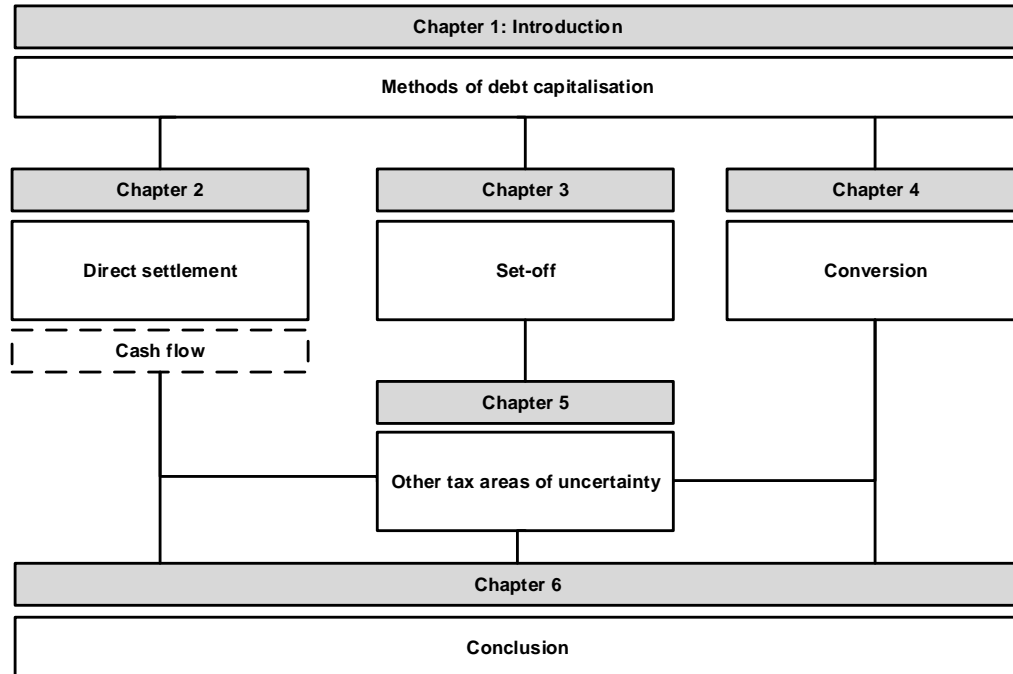 Chapter 1: Introduction
Methods of debt capitalisation
Chapter 2
Chapter 3
Chapter 4
Direct settlement
Set-off
Conversion
Cash flow
Chapter 5
Other tax areas of uncertainty
Chapter 6
Conclusion